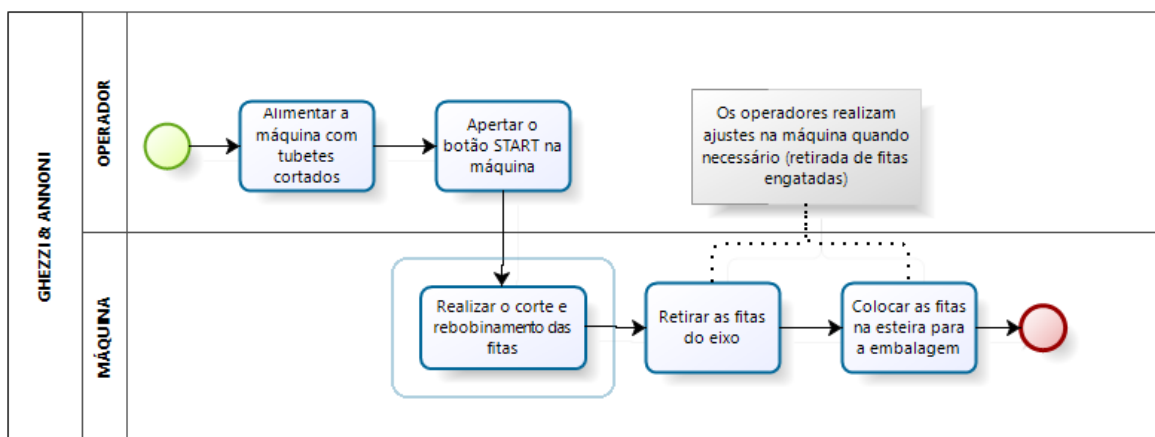 GHEZZI & ANNONI
OPERADOR
Alimentar a
máquina com
tubetes
cortados
Apertar o
botão START na
máquina
Os operadores realizam
ajustes na máquina quando
necessário (retirada de fitas
engatadas)
MÁQUINA
Realizar o corte e
rebobinamento das
fitas
Retirar as fitas
do eixo
Colocar as fitas
na esteira para
a embalagem